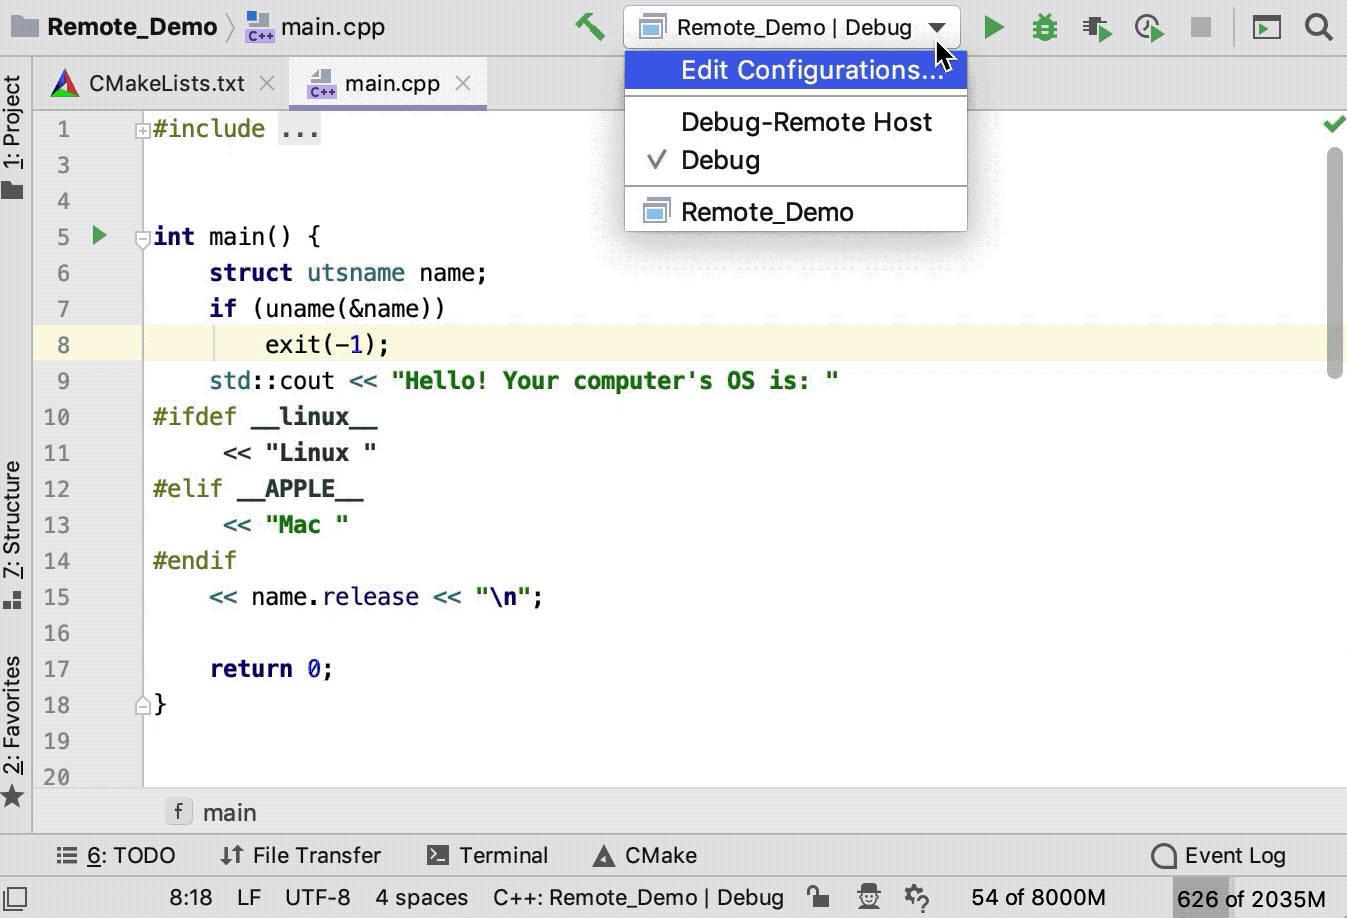 Remote_Demo main.cpp Remote_Demo | Debug
Edit Configurations...
Debug-Remote Host
Debug
Remote_Demo
CMakeLists.txt main.cpp
1: Project
7: Structure
2: Favorites
1 #include ...
3
4
5 int main() {
6 struct utsname name;
7 if (uname(&name))
8 exit(-1);
9 std::cout << "Hello! Your computer's OS is: "
10 #ifdef __linux__
11 << "Linux "
12 #elif __APPLE__
13 << "Mac "
14 #endif
15 << name.release << "\n";
16
17 return 0;
18 }
19
20
f main
6: TODO File Transfer Terminal CMake Event Log
8:18 LF UTF-8 4 spaces C++: Remote_Demo | Debug 54 of 8000M 626 of 2035M